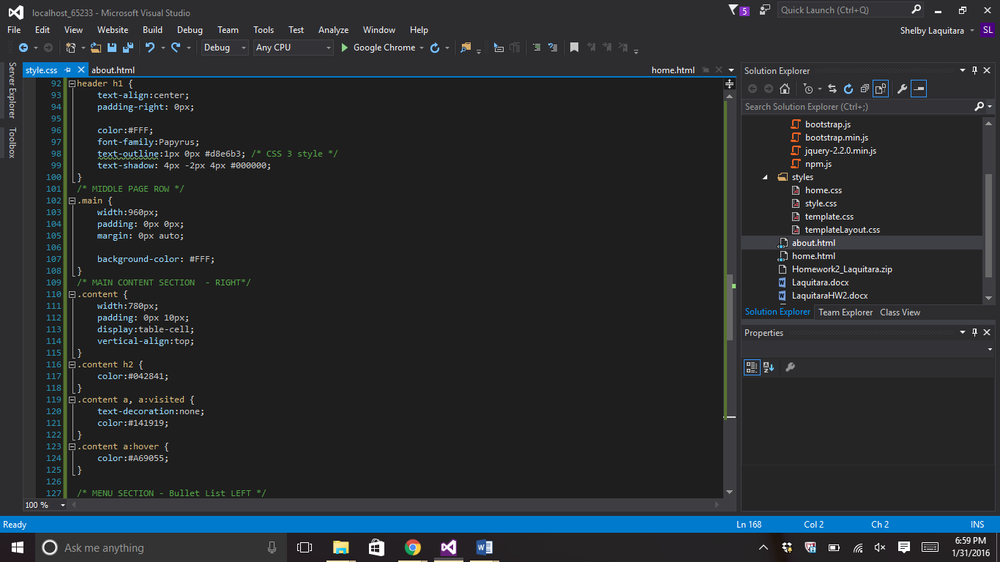 localhost_65233 - Microsoft Visual Studio
5
Quick Launch (Ctrl+Q)
File Edit View Website Build Debug Team Tools Test Analyze Window Help
Shelby Laquitara
SL
Debug
Any CPU
Google Chrome
Server Explorer
Toolbox
style.css
about.html
home.html
92 header h1 {
93 text-align:center;
94 padding-right: 0px;
95
96 color:#FFF;
97 font-family:Papyrus;
98 text-outline:1px 0px #d8e6b3; /* CSS 3 style */
99 text-shadow: 4px -2px 4px #000000;
100 }
101 /* MIDDLE PAGE ROW */
102 .main {
103 width:960px;
104 padding: 0px 0px;
105 margin: 0px auto;
106
107 background-color: #FFF;
108 }
109 /* MAIN CONTENT SECTION  - RIGHT*/
110 .content {
111 width:780px;
112 padding: 0px 10px;
113 display:table-cell;
114 vertical-align:top;
115 }
116 .content h2 {
117 color:#042841;
118 }
119 .content a, a:visited {
120 text-decoration:none;
121 color:#141919;
122 }
123 .content a:hover {
124 color:#A69055;
125 }
126
127 /* MENU SECTION - Bullet List LEFT */
100 %
Solution Explorer
Search Solution Explorer (Ctrl+;)
bootstrap.js
bootstrap.min.js
jquery-2.2.0.min.js
npm.js
styles
home.css
style.css
template.css
templateLayout.css
about.html
home.html
Homework2_Laquitara.zip
Laquitara.docx
LaquitaraHW2.docx
Solution Explorer Team Explorer Class View
Properties
Ready
Ln 168 Col 2 Ch 2 INS
Ask me anything
6:59 PM
1/31/2016